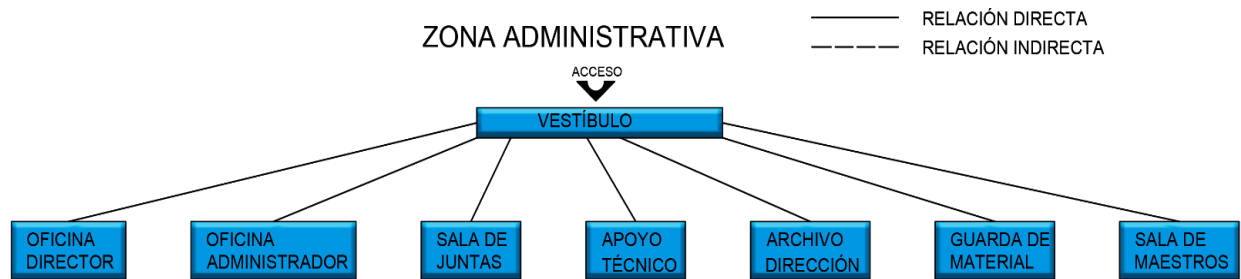 ZONA ADMINISTRATIVA
RELACIÓN DIRECTA
RELACIÓN INDIRECTA
ACCESO
VESTÍBULO
OFICINA
DIRECTOR
OFICINA
ADMINISTRADOR
SALA DE
JUNTAS
APOYO
TÉCNICO
ARCHIVO
DIRECCIÓN
GUARDA DE
MATERIAL
SALA DE
MAESTROS